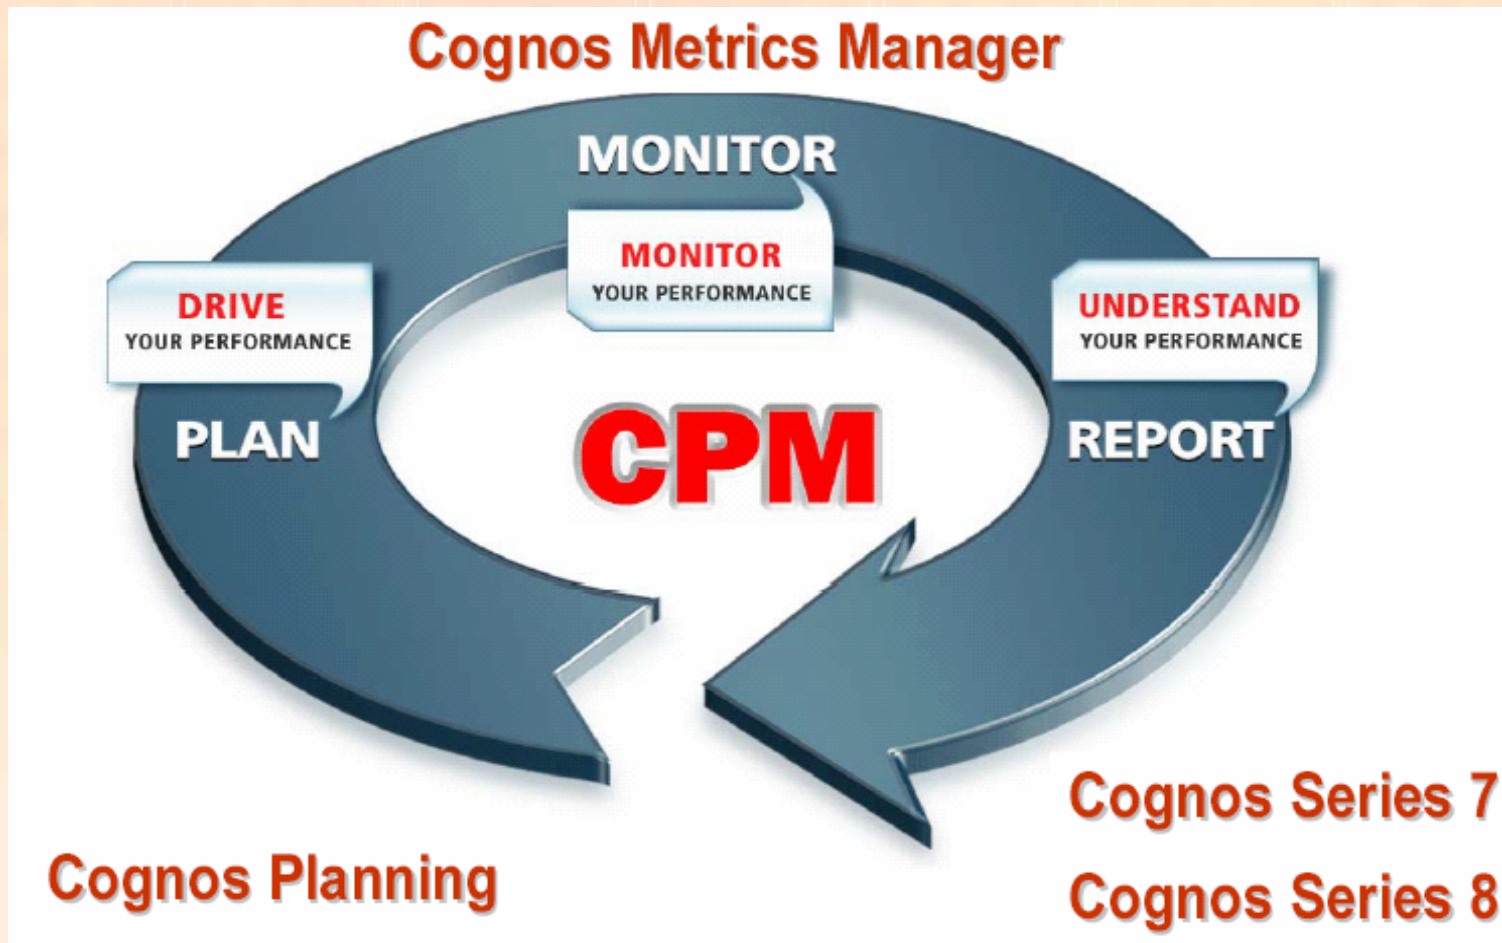 Cognos Metrics Manager
MONITOR
MONITOR
YOUR PERFORMANCE
DRIVE
YOUR PERFORMANCE
PLAN
UNDERSTAND
YOUR PERFORMANCE
REPORT
CPM
Cognos Planning
Cognos Series 7
Cognos Series 8